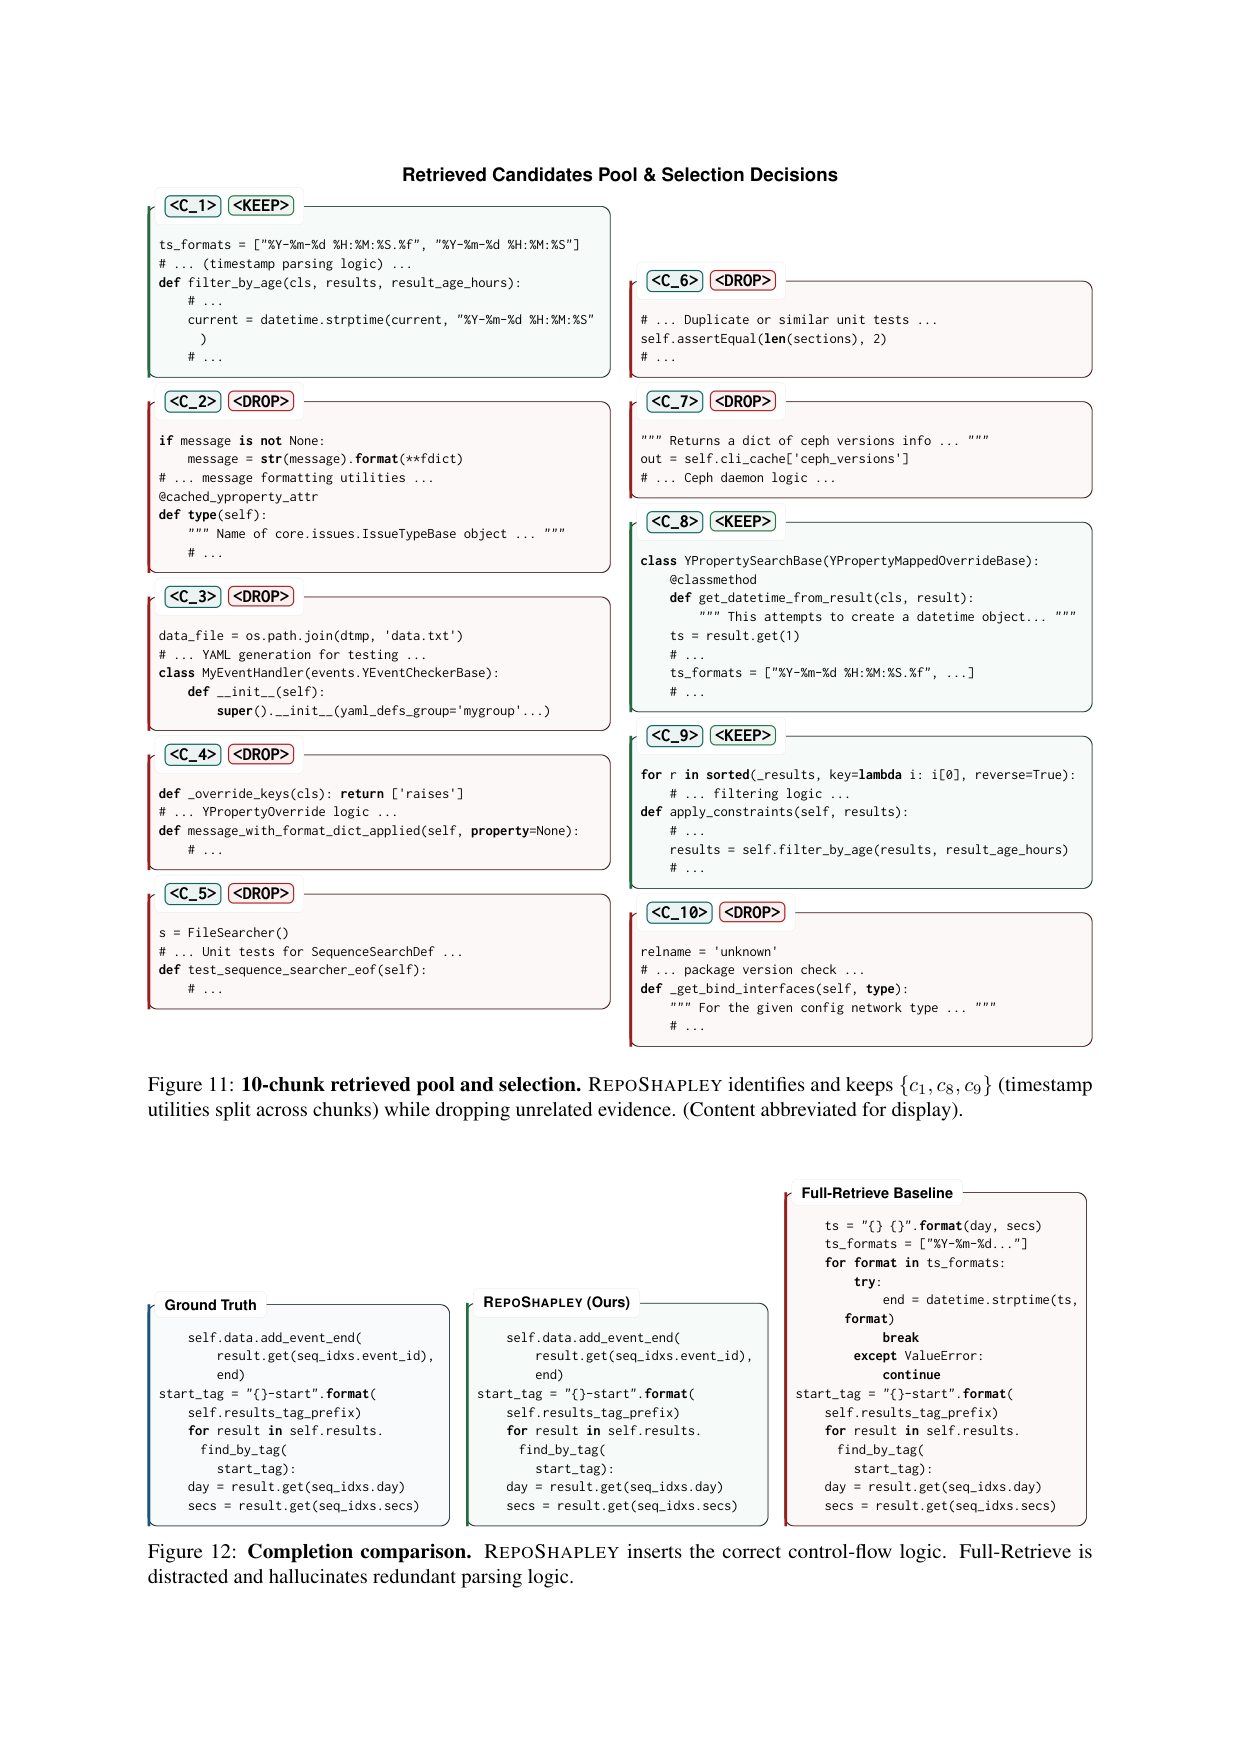 Retrieved Candidates Pool & Selection Decisions
<C_1> <KEEP>
ts_formats = ["%Y-%m-%d %H:%M:%S.%f", "%Y-%m-%d %H:%M:%S"]
# ... (timestamp parsing logic) ...
def filter_by_age(cls, results, result_age_hours):
# ...
current = datetime.strptime(current, "%Y-%m-%d %H:%M:%S"
)
# ...
<C_2> <DROP>
if message is not None:
message = str(message).format(**fdict)
# ... message formatting utilities ...
@cached_yproperty_attr
def type(self):
""" Name of core.issues.IssueTypeBase object ... """
# ...
<C_3> <DROP>
data_file = os.path.join(dtmp, 'data.txt')
# ... YAML generation for testing ...
class MyEventHandler(events.YEventCheckerBase):
def __init__(self):
super().__init__(yaml_defs_group='mygroup'...)
<C_4> <DROP>
def _override_keys(cls): return ['raises']
# ... YPropertyOverride logic ...
def message_with_format_dict_applied(self, property=None):
# ...
<C_5> <DROP>
s = FileSearcher()
# ... Unit tests for SequenceSearchDef ...
def test_sequence_searcher_eof(self):
# ...
<C_6> <DROP>
# ... Duplicate or similar unit tests ...
self.assertEqual(len(sections), 2)
# ...
<C_7> <DROP>
""" Returns a dict of ceph versions info ... """
out = self.cli_cache['ceph_versions']
# ... Ceph daemon logic ...
<C_8> <KEEP>
class YPropertySearchBase(YPropertyMappedOverrideBase):
@classmethod
def get_datetime_from_result(cls, result):
""" This attempts to create a datetime object... """
ts = result.get(1)
# ...
ts_formats = ["%Y-%m-%d %H:%M:%S.%f", ...]
# ...
<C_9> <KEEP>
for r in sorted(_results, key=lambda i: i[0], reverse=True):
# ... filtering logic ...
def apply_constraints(self, results):
# ...
results = self.filter_by_age(results, result_age_hours)
# ...
<C_10> <DROP>
relname = 'unknown'
# ... package version check ...
def _get_bind_interfaces(self, type):
""" For the given config network type ... """
# ...
Figure 11: 10-chunk retrieved pool and selection. REPOSHAPLEY identifies and keeps {c₁, c₈, c₉} (timestamp
utilities split across chunks) while dropping unrelated evidence. (Content abbreviated for display).
Ground Truth
self.data.add_event_end(
result.get(seq_idxs.event_id),
end)
start_tag = "{}-start".format(
self.results_tag_prefix)
for result in self.results.
find_by_tag(
start_tag):
day = result.get(seq_idxs.day)
secs = result.get(seq_idxs.secs)
REPOSHAPLEY (Ours)
self.data.add_event_end(
result.get(seq_idxs.event_id),
end)
start_tag = "{}-start".format(
self.results_tag_prefix)
for result in self.results.
find_by_tag(
start_tag):
day = result.get(seq_idxs.day)
secs = result.get(seq_idxs.secs)
Full-Retrieve Baseline
ts = "{} {}".format(day, secs)
ts_formats = ["%Y-%m-%d..."]
for format in ts_formats:
try:
end = datetime.strptime(ts,
format)
break
except ValueError:
continue
start_tag = "{}-start".format(
self.results_tag_prefix)
for result in self.results.
find_by_tag(
start_tag):
day = result.get(seq_idxs.day)
secs = result.get(seq_idxs.secs)
Figure 12: Completion comparison. REPOSHAPLEY inserts the correct control-flow logic. Full-Retrieve is
distracted and hallucinates redundant parsing logic.